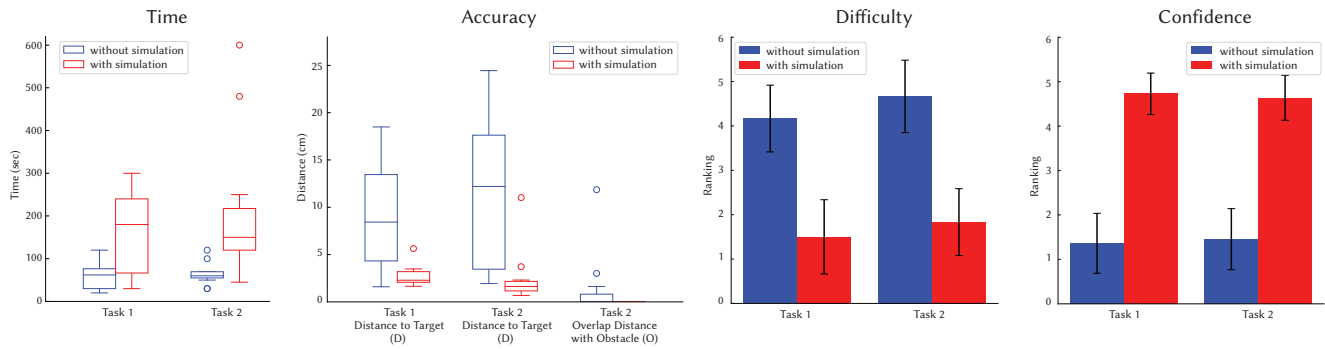 Time
Accuracy
Difficulty
Confidence
without simulation
with simulation
Time (sec)
600
500
400
300
200
100
0
Task 1
Task 2
without simulation
with simulation
Distance (cm)
25
20
15
10
5
0
Task 1
Distance to Target
(D)
Task 2
Distance to Target
(D)
Task 2
Overlap Distance
with Obstacle (O)
without simulation
with simulation
Ranking
6
5
4
3
2
1
0
Task 1
Task 2
without simulation
with simulation
Ranking
6
5
4
3
2
1
0
Task 1
Task 2